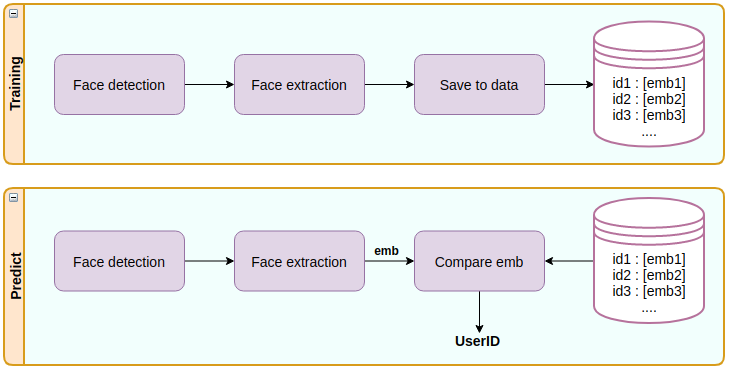 Training
Face detection
Face extraction
Save to data
id1 : [emb1]
id2 : [emb2]
id3 : [emb3]
....
Predict
Face detection
Face extraction
emb
Compare emb
id1 : [emb1]
id2 : [emb2]
id3 : [emb3]
....
UserID